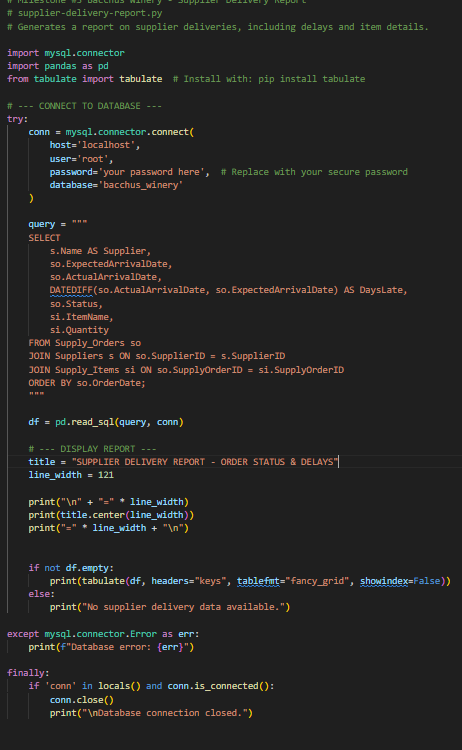 # Milestone #3 Bacchus Winery - Supplier Delivery Report
# supplier-delivery-report.py
# Generates a report on supplier deliveries, including delays and item details.

import mysql.connector
import pandas as pd
from tabulate import tabulate  # Install with: pip install tabulate

# --- CONNECT TO DATABASE ---
try:
    conn = mysql.connector.connect(
        host='localhost',
        user='root',
        password='your password here',  # Replace with your secure password
        database='bacchus_winery'
    )

    query = """
    SELECT
        s.Name AS Supplier,
        so.ExpectedArrivalDate,
        so.ActualArrivalDate,
        DATEDIFF(so.ActualArrivalDate, so.ExpectedArrivalDate) AS DaysLate,
        so.Status,
        si.ItemName,
        si.Quantity
    FROM Supply_Orders so
    JOIN Suppliers s ON so.SupplierID = s.SupplierID
    JOIN Supply_Items si ON so.SupplyOrderID = si.SupplyOrderID
    ORDER BY so.OrderDate;
    """

    df = pd.read_sql(query, conn)

    # --- DISPLAY REPORT ---
    title = "SUPPLIER DELIVERY REPORT - ORDER STATUS & DELAYS"
    line_width = 121

    print("\n" + "=" * line_width)
    print(title.center(line_width))
    print("=" * line_width + "\n")


    if not df.empty:
        print(tabulate(df, headers="keys", tablefmt="fancy_grid", showindex=False))
    else:
        print("No supplier delivery data available.")

except mysql.connector.Error as err:
    print(f"Database error: {err}")

finally:
    if 'conn' in locals() and conn.is_connected():
        conn.close()
        print("\nDatabase connection closed.")